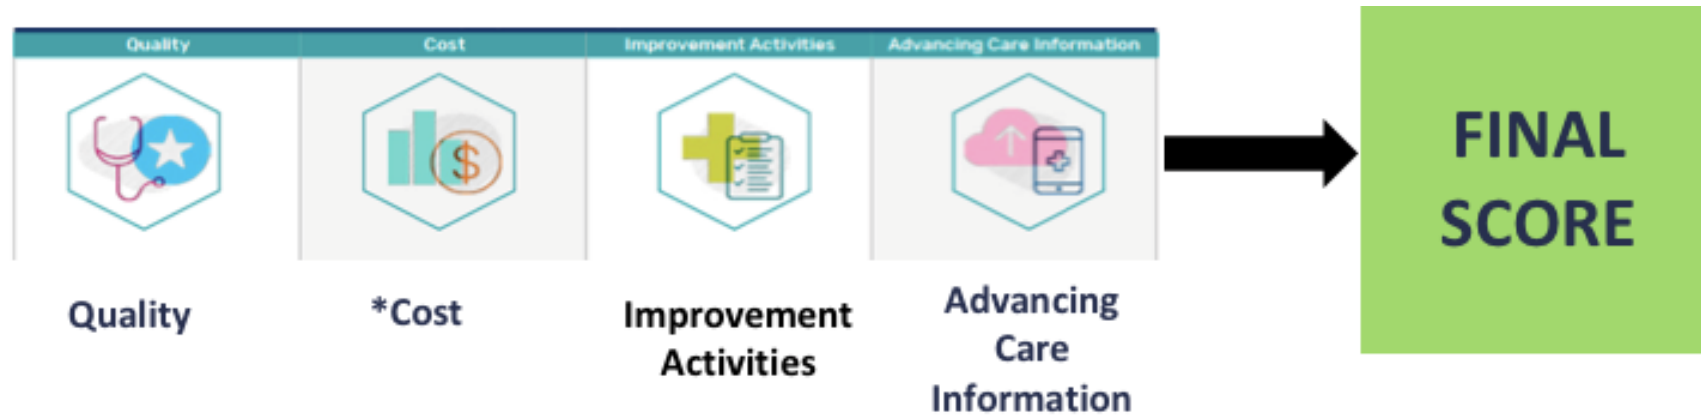 Quality Cost Improvement Activities Advancing Care Information
$
Quality
*Cost
Improvement
Activities
Advancing
Care
Information
FINAL
SCORE